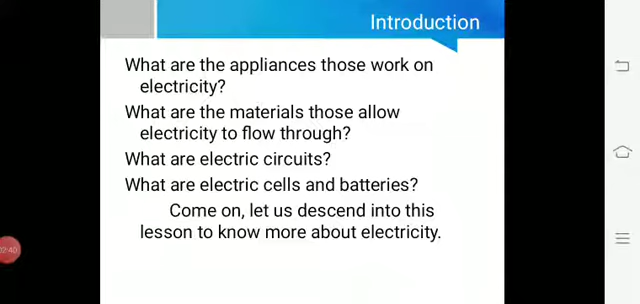 Introduction
What are the appliances those work on
electricity?
What are the materials those allow
electricity to flow through?
What are electric circuits?
What are electric cells and batteries?
Come on, let us descend into this
lesson to know more about electricity.
02:40